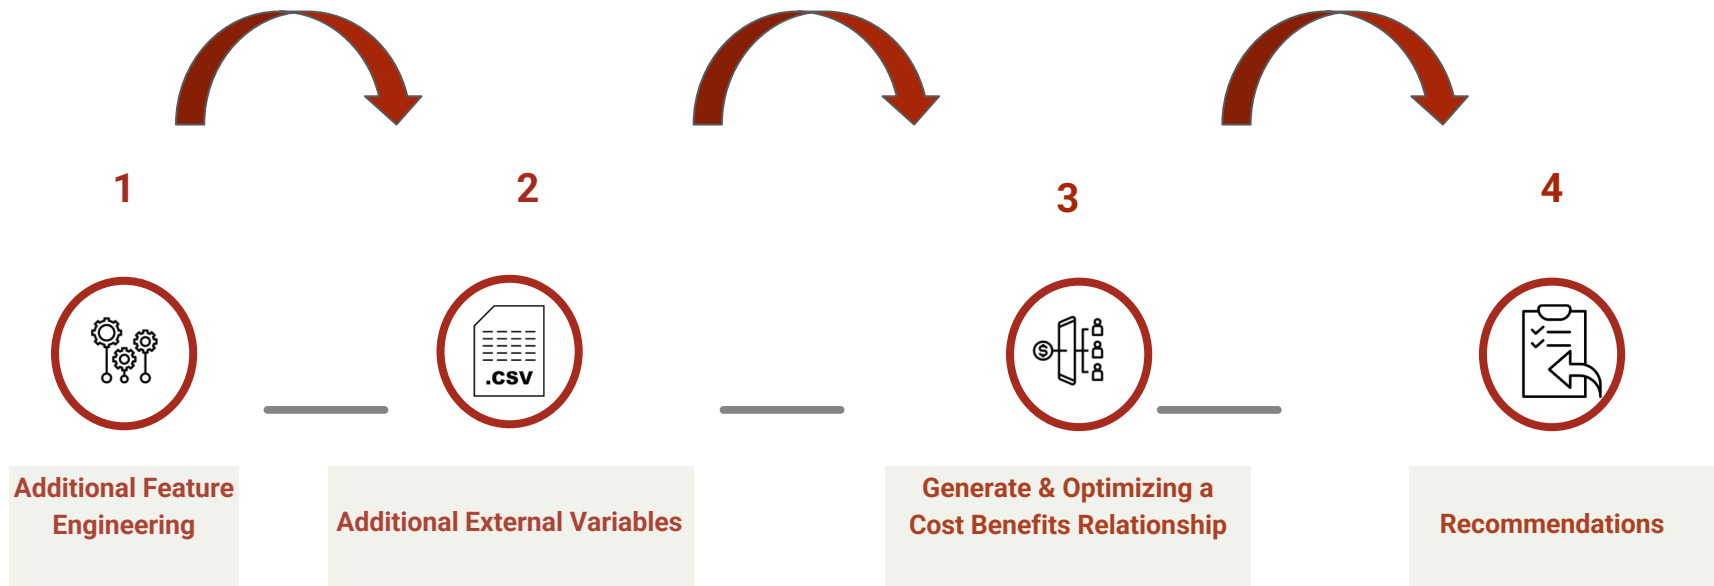 1
2
3
4
.CSV
$
Additional Feature
Engineering
Additional External Variables
Generate & Optimizing a
Cost Benefits Relationship
Recommendations